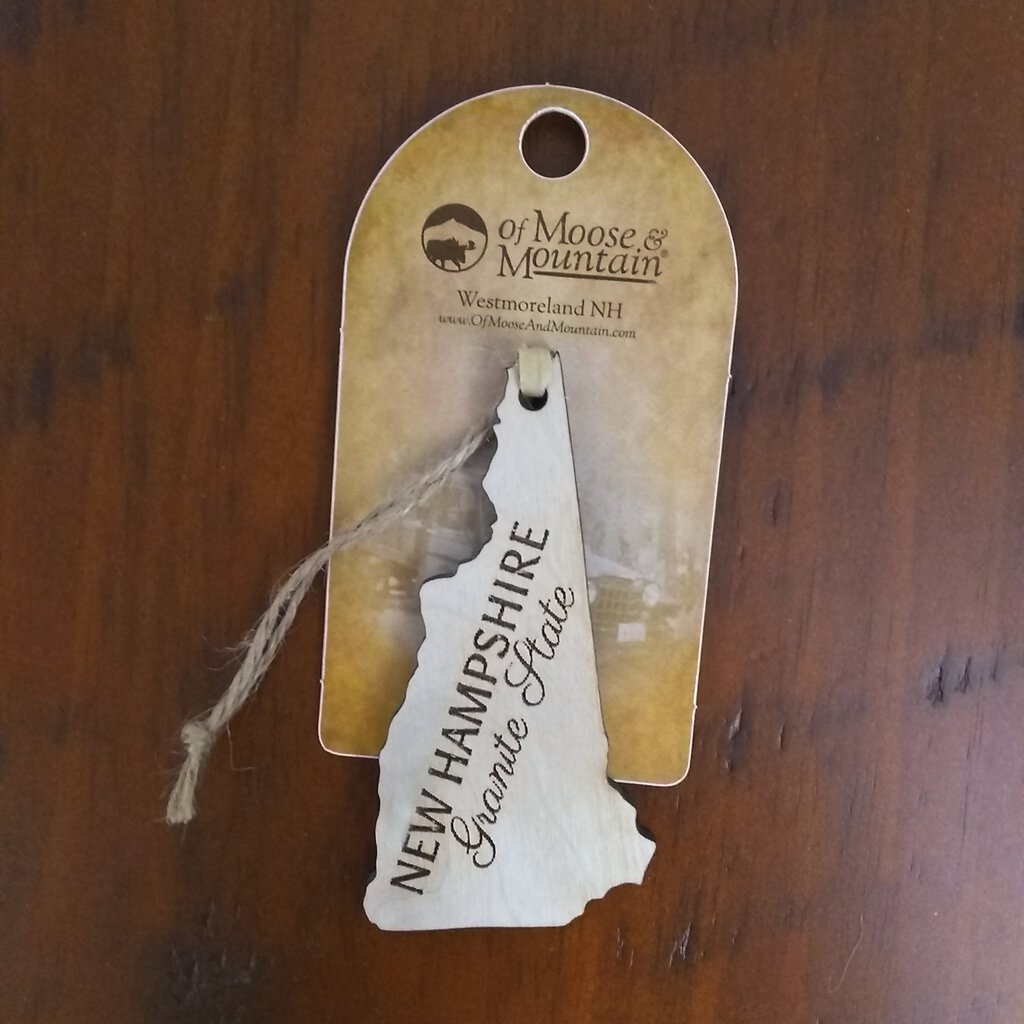 Of Moose &
Mountain®
Westmoreland NH
www.OfMooseAndMountain.com
NEW HAMPSHIRE
Granite State